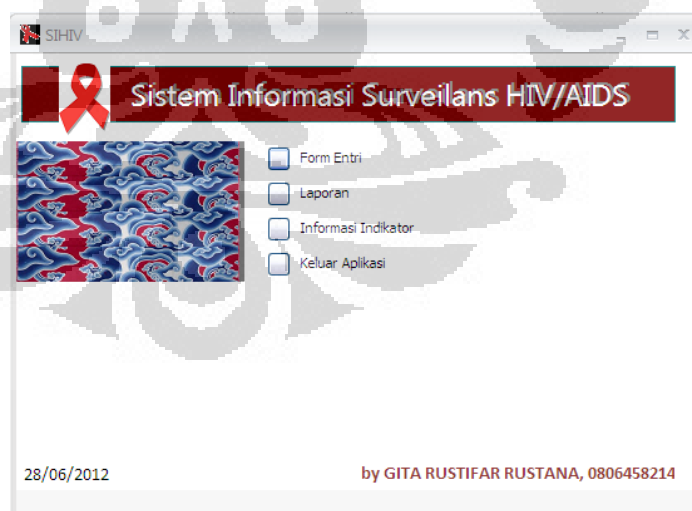 SIHIV
Sistem Informasi Surveilans HIV/AIDS
Form Entri
Laporan
Informasi Indikator
Keluar Aplikasi
28/06/2012
by GITA RUSTIFAR RUSTANA, 0806458214